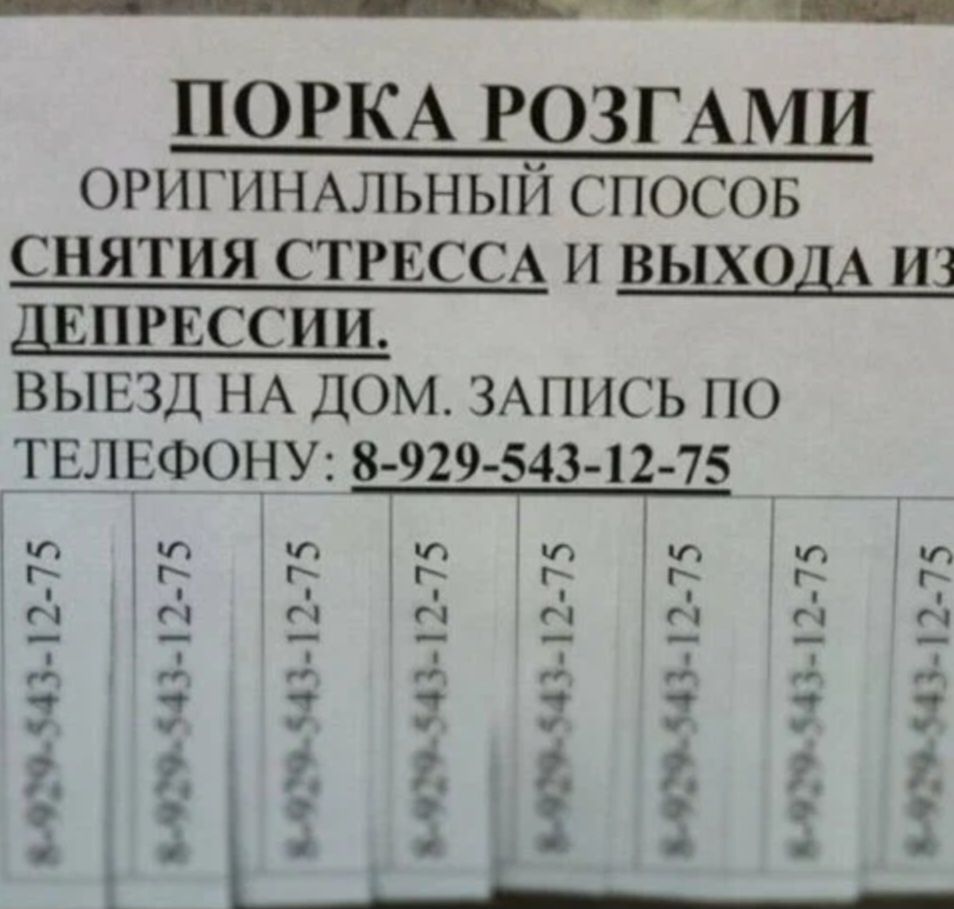 ПОРКА РОЗГАМИ
ОРИГИНАЛЬНЫЙ СПОСОБ
СНЯТИЯ СТРЕССА И ВЫХОДА ИЗ
ДЕПРЕССИИ.
ВЫЕЗД НА ДОМ. ЗАПИСЬ ПО
ТЕЛЕФОНУ: 8-929-543-12-75
8-929-543-12-75
8-929-543-12-75
8-929-543-12-75
8-929-543-12-75
8-929-543-12-75
8-929-543-12-75
8-929-543-12-75
8-929-543-12-75